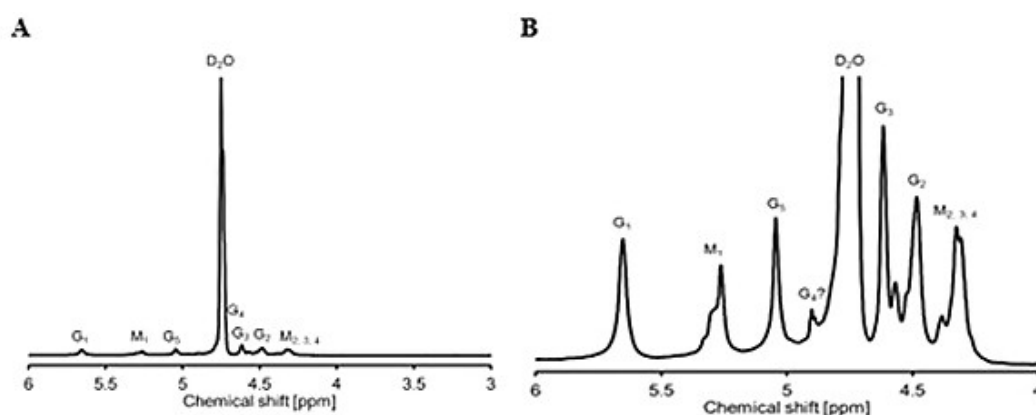 A
D₂O
G₄
G₁ M₁ G₅ G₃ G₂ M₂, ₃, ₄
6 5.5 5 4.5 4 3.5 3
Chemical shift [ppm]
B
D₂O
G₃
G₂
M₂, ₃, ₄
G₁
G₅
M₁
G₄?
6 5.5 5 4.5 4
Chemical shift [ppm]